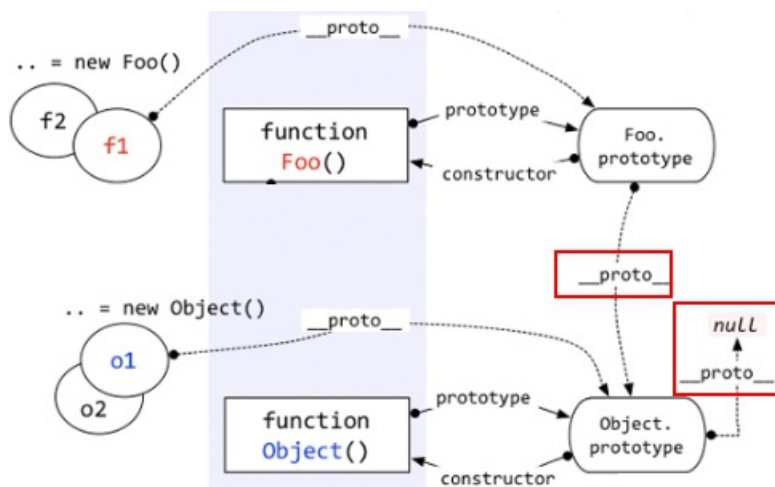 __proto__
.. = new Foo()
f2
f1
function
Foo()
prototype
constructor
Foo.
prototype
__proto__
.. = new Object()
__proto__
null
__proto__
o1
o2
function
Object()
prototype
constructor
Object.
prototype